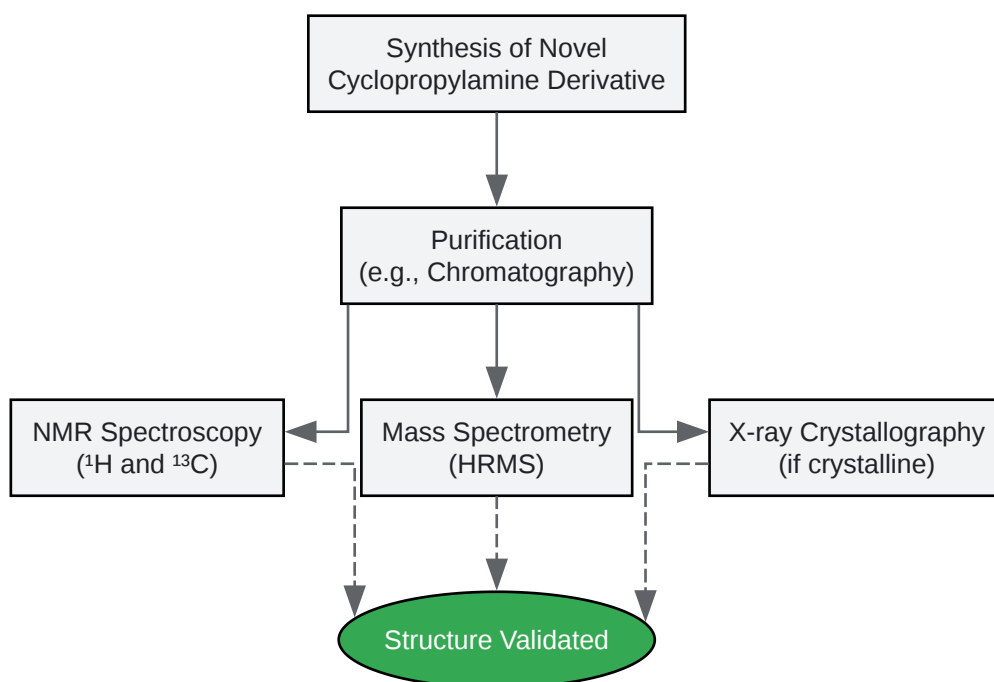 Synthesis of Novel
Cyclopropylamine Derivative
Purification
(e.g., Chromatography)
NMR Spectroscopy
(¹H and ¹³C)
Mass Spectrometry
(HRMS)
X-ray Crystallography
(if crystalline)
Structure Validated